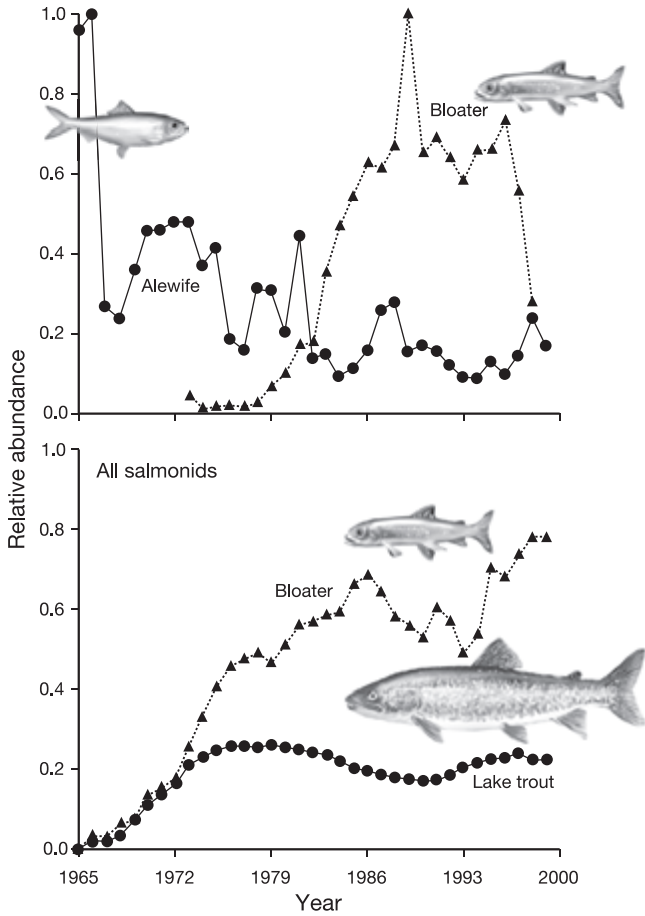 1.0
0.8
Bloater
0.6
0.4
Alewife
0.2
0.0
Relative abundance
1.0
All salmonids
0.8
Bloater
0.6
0.4
0.2
Lake trout
0.0
1965 1972 1979 1986 1993 2000
Year